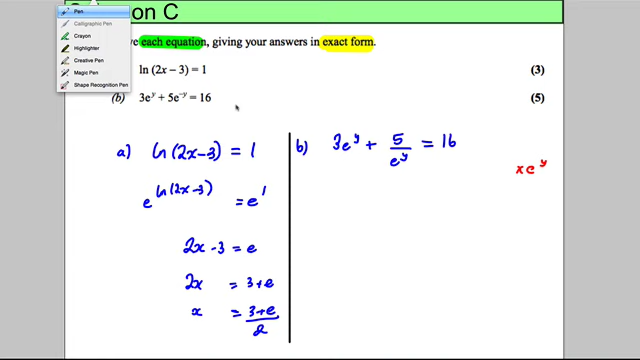 Pen
Calligraphic Pen
Crayon
Highlighter
Creative Pen
Magic Pen
Shape Recognition Pen
on C
each equation, giving your answers in exact form.
ln (2x – 3) = 1 (3)
(b) 3e^y + 5e^–y = 16 (5)
a) ln(2x–3) = 1
e^ln(2x–3) = e^1
2x – 3 = e
2x = 3+e
x = 3+e/2
b) 3e^y + 5/e^y = 16
x e^y